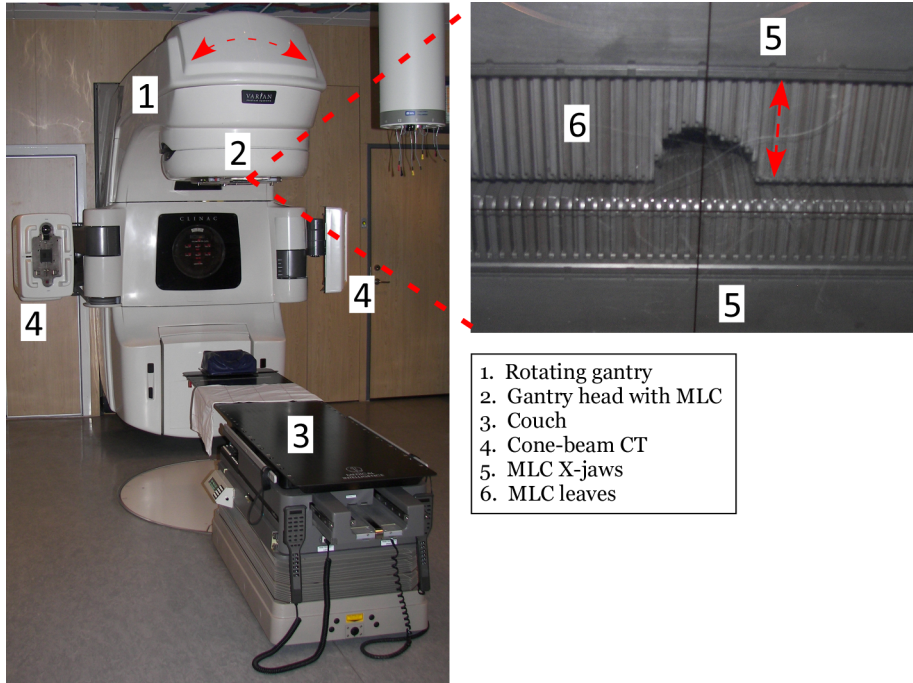 1
VARIAN
2
CLINAC
4
4
3
5
6
5
1. Rotating gantry
2. Gantry head with MLC
3. Couch
4. Cone-beam CT
5. MLC X-jaws
6. MLC leaves